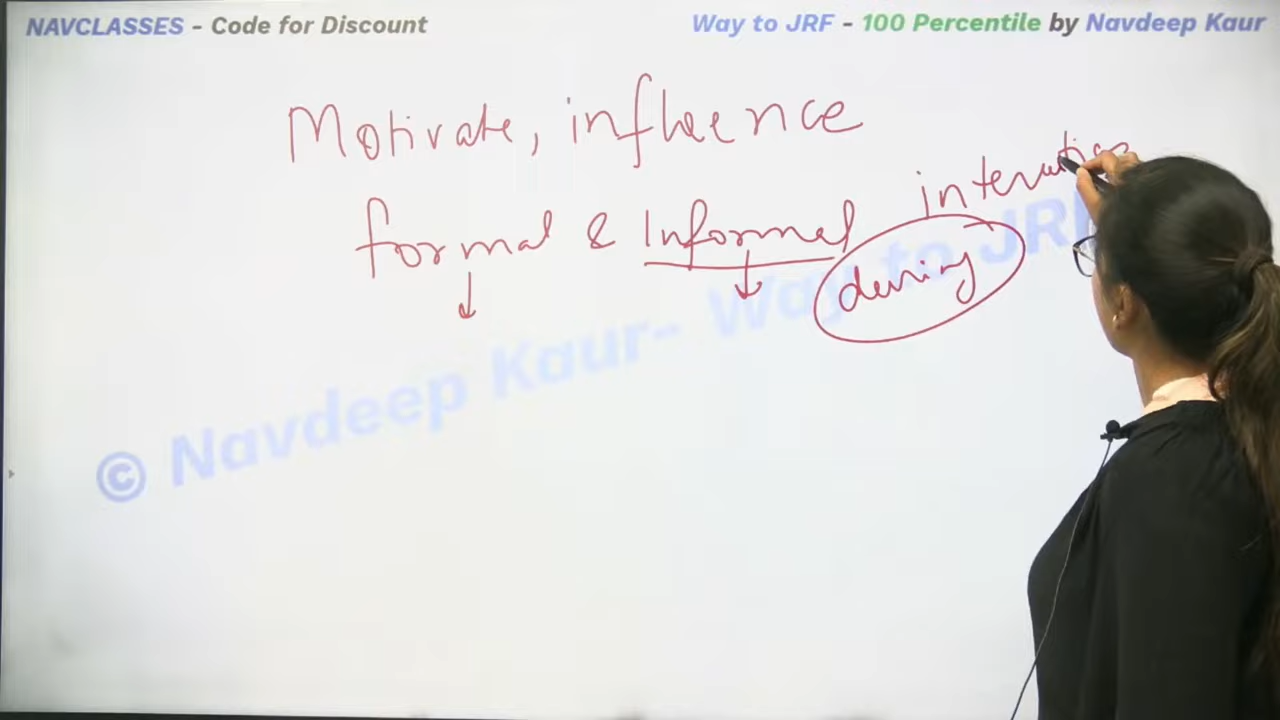 NAVCLASSES - Code for Discount
Way to JRF - 100 Percentile by Navdeep Kaur
Motivate, influence
formal & Informal
© Navdeep Kaur- Way to JRF